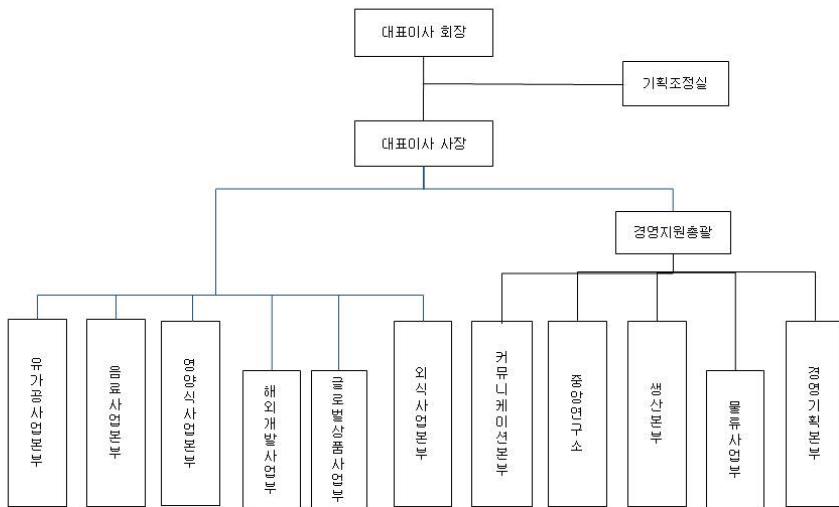 대표이사 회장
기획조정실
대표이사 사장
경영지원총괄
유가공사업본부
음료사업본부
영양식사업본부
해외개발사업부
글로벌상품사업부
외식사업본부
커뮤니케이션본부
중앙연구소
생산본부
물류사업부
경영기획본부